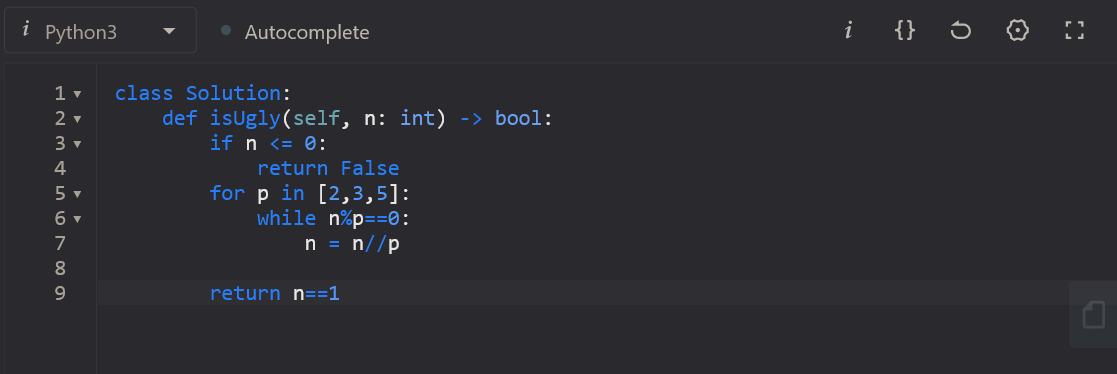 i Python3 Autocomplete i {}
1 class Solution:
2     def isUgly(self, n: int) -> bool:
3         if n <= 0:
4             return False
5         for p in [2,3,5]:
6             while n%p==0:
7                 n = n//p
8
9         return n==1